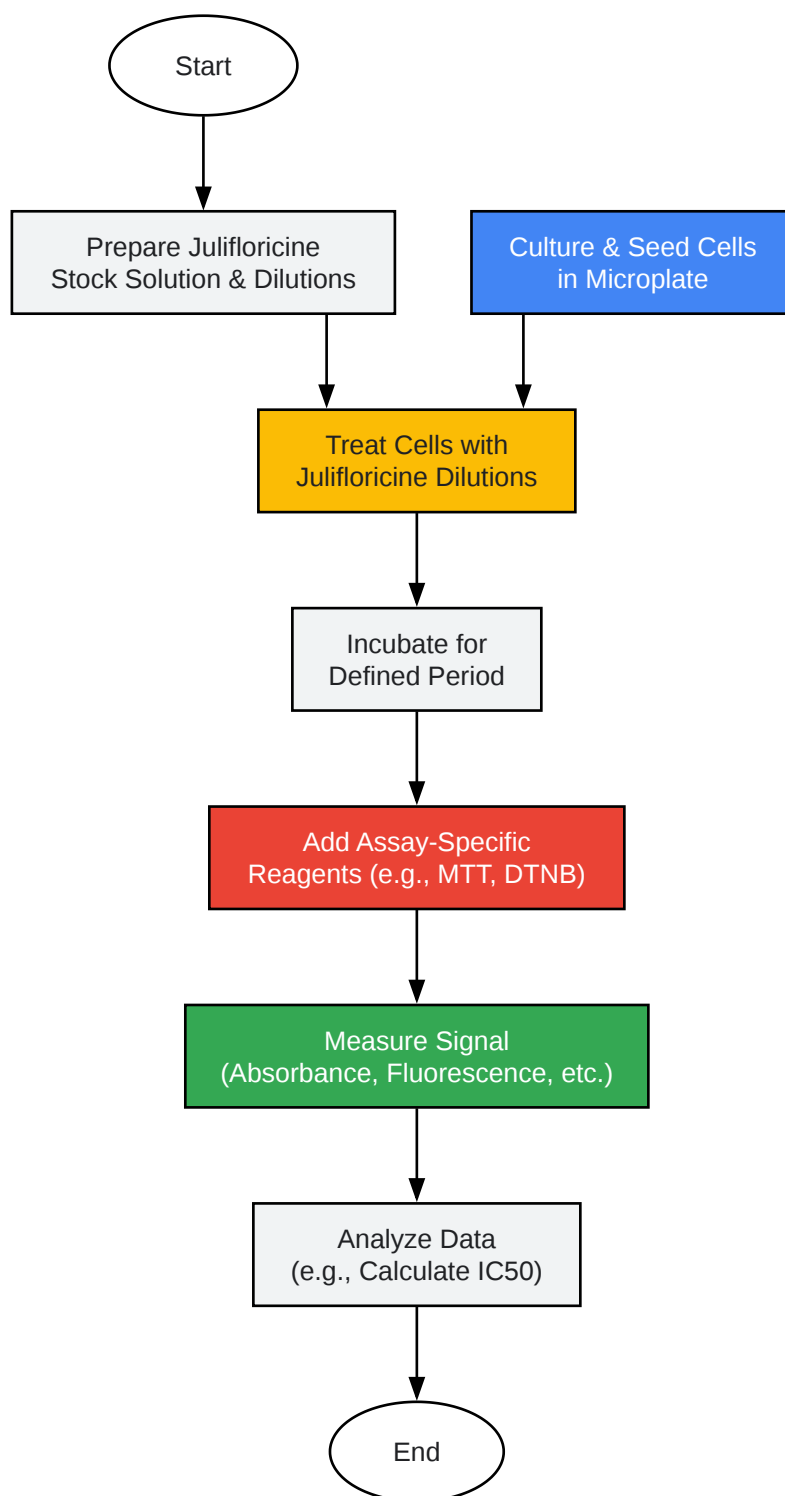 Start
Prepare Julifloricine
Stock Solution & Dilutions
Culture & Seed Cells
in Microplate
Treat Cells with
Julifloricine Dilutions
Incubate for
Defined Period
Add Assay-Specific
Reagents (e.g., MTT, DTNB)
Measure Signal
(Absorbance, Fluorescence, etc.)
Analyze Data
(e.g., Calculate IC50)
End